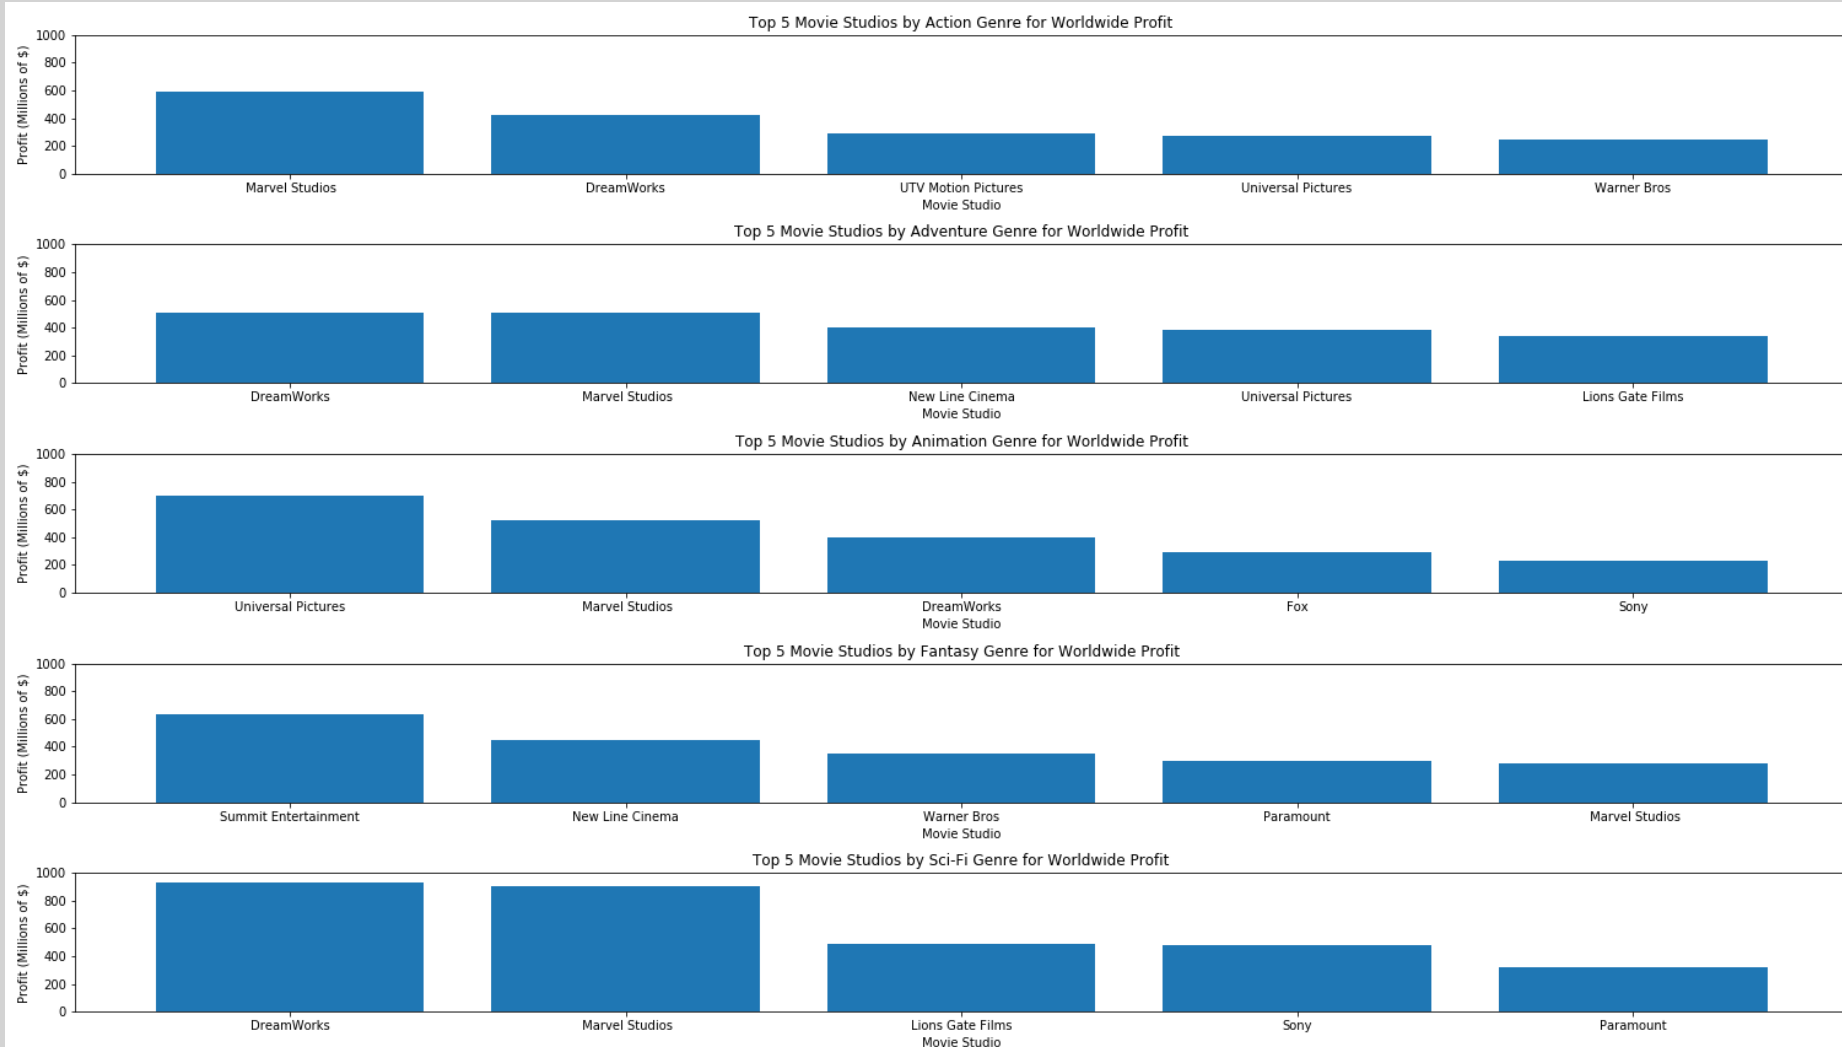 Top 5 Movie Studios by Action Genre for Worldwide Profit
Profit (Millions of $)
1000
800
600
400
200
0
Marvel Studios DreamWorks UTV Motion Pictures Universal Pictures Warner Bros
Movie Studio
Top 5 Movie Studios by Adventure Genre for Worldwide Profit
Profit (Millions of $)
1000
800
600
400
200
0
DreamWorks Marvel Studios New Line Cinema Universal Pictures Lions Gate Films
Movie Studio
Top 5 Movie Studios by Animation Genre for Worldwide Profit
Profit (Millions of $)
1000
800
600
400
200
0
Universal Pictures Marvel Studios DreamWorks Fox Sony
Movie Studio
Top 5 Movie Studios by Fantasy Genre for Worldwide Profit
Profit (Millions of $)
1000
800
600
400
200
0
Summit Entertainment New Line Cinema Warner Bros Paramount Marvel Studios
Movie Studio
Top 5 Movie Studios by Sci-Fi Genre for Worldwide Profit
Profit (Millions of $)
1000
800
600
400
200
0
DreamWorks Marvel Studios Lions Gate Films Sony Paramount
Movie Studio